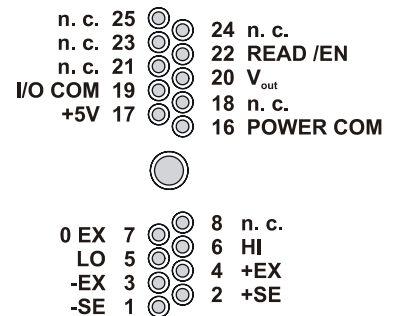 n. c. 25
24 n. c.
n. c. 23
22 READ /EN
n. c. 21
20 Vout
I/O COM 19
18 n. c.
+5V 17
16 POWER COM
8 n. c.
0 EX 7
6 HI
LO 5
4 +EX
-EX 3
2 +SE
-SE 1